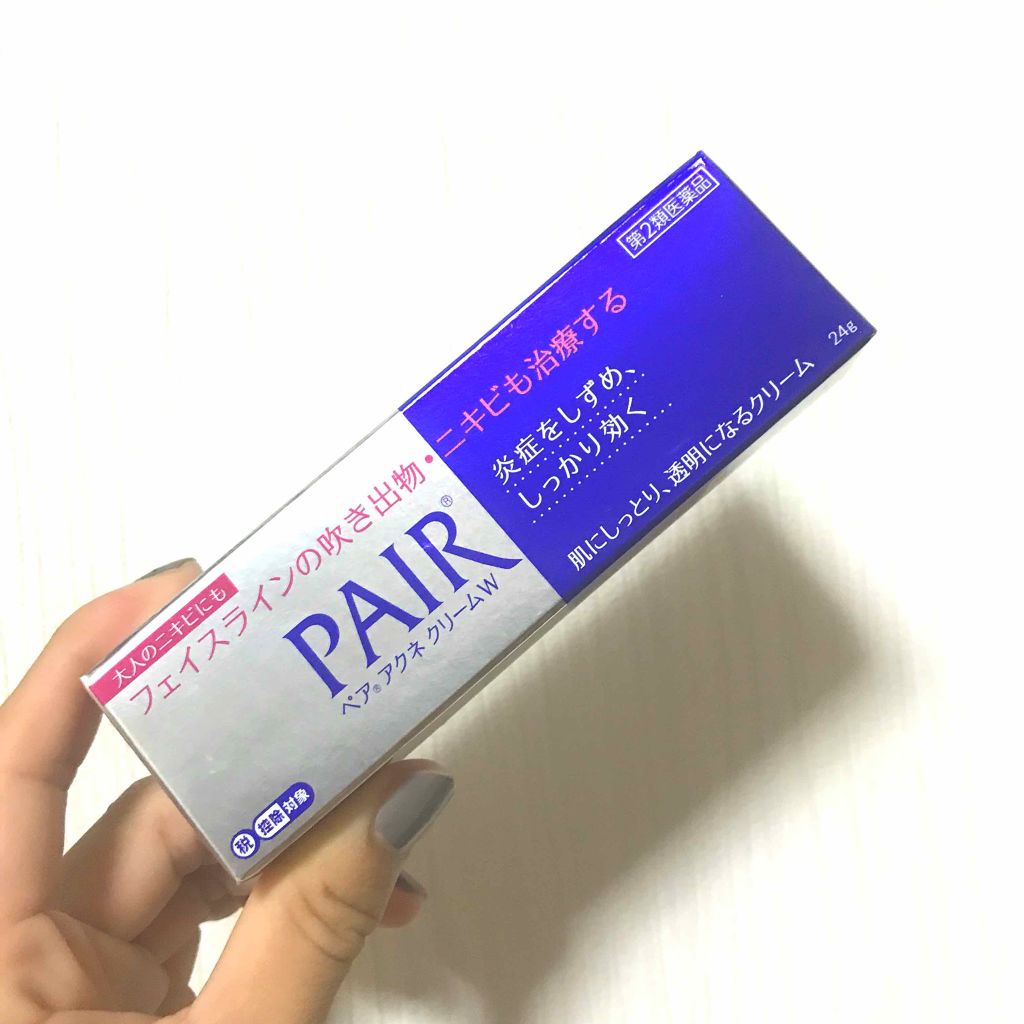 第2類医薬品
大人のニキビにも
フェイスラインの吹き出物・ニキビも治療する
PAIR®
ペア®アクネ クリームW
炎症をしずめ、
しっかり効く
肌にしっとり、透明になるクリーム
24g
税 控除 対象